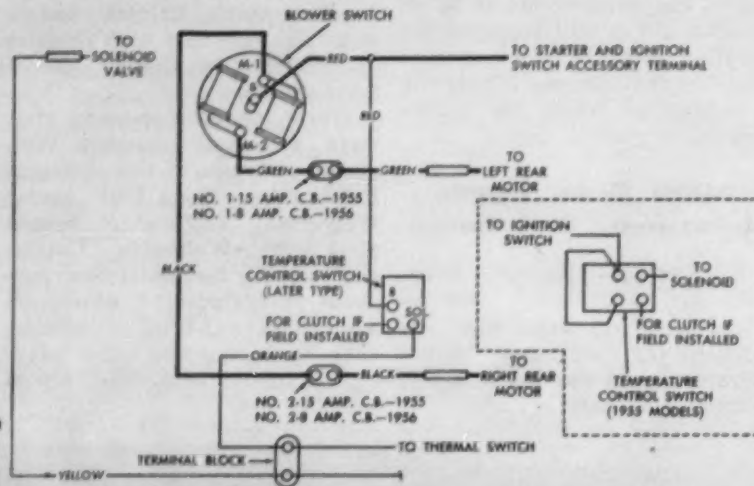 BLOWER SWITCH
TO
SOLENOID
VALVE
M-1
B
M-2
RED
TO STARTER AND IGNITION
SWITCH ACCESSORY TERMINAL
RED
GREEN
GREEN
TO
LEFT REAR
MOTOR
NO. 1-15 AMP. C.B.—1955
NO. 1-8 AMP. C.B.—1956
BLACK
TEMPERATURE
CONTROL SWITCH
(LATER TYPE)
B
SOL.
FOR CLUTCH IF
FIELD INSTALLED
ORANGE
BLACK
TO
RIGHT REAR
MOTOR
NO. 2-15 AMP. C.B.—1955
NO. 2-8 AMP. C.B.—1956
TO THERMAL SWITCH
TERMINAL BLOCK
YELLOW
TO IGNITION
SWITCH
TO
SOLENOID
FOR CLUTCH IF
FIELD INSTALLED
TEMPERATURE
CONTROL SWITCH
(1955 MODELS)